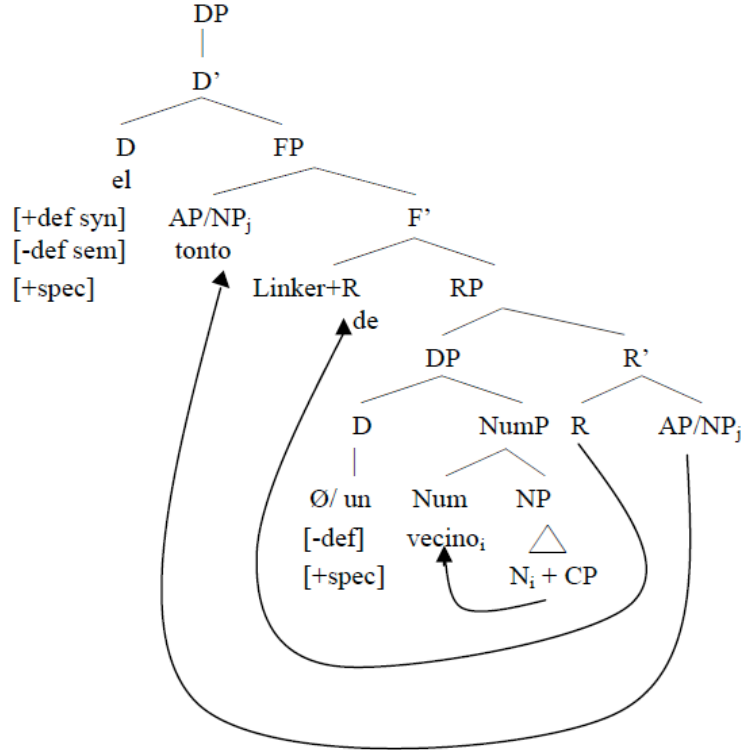 DP
D’
D FP
el
[+def syn] AP/NPj F’
[-def sem] tonto
[+spec] Linker+R RP
de
DP R’
D NumP R AP/NPj
Ø/ un Num NP
[-def] vecinoi
[+spec] Ni + CP